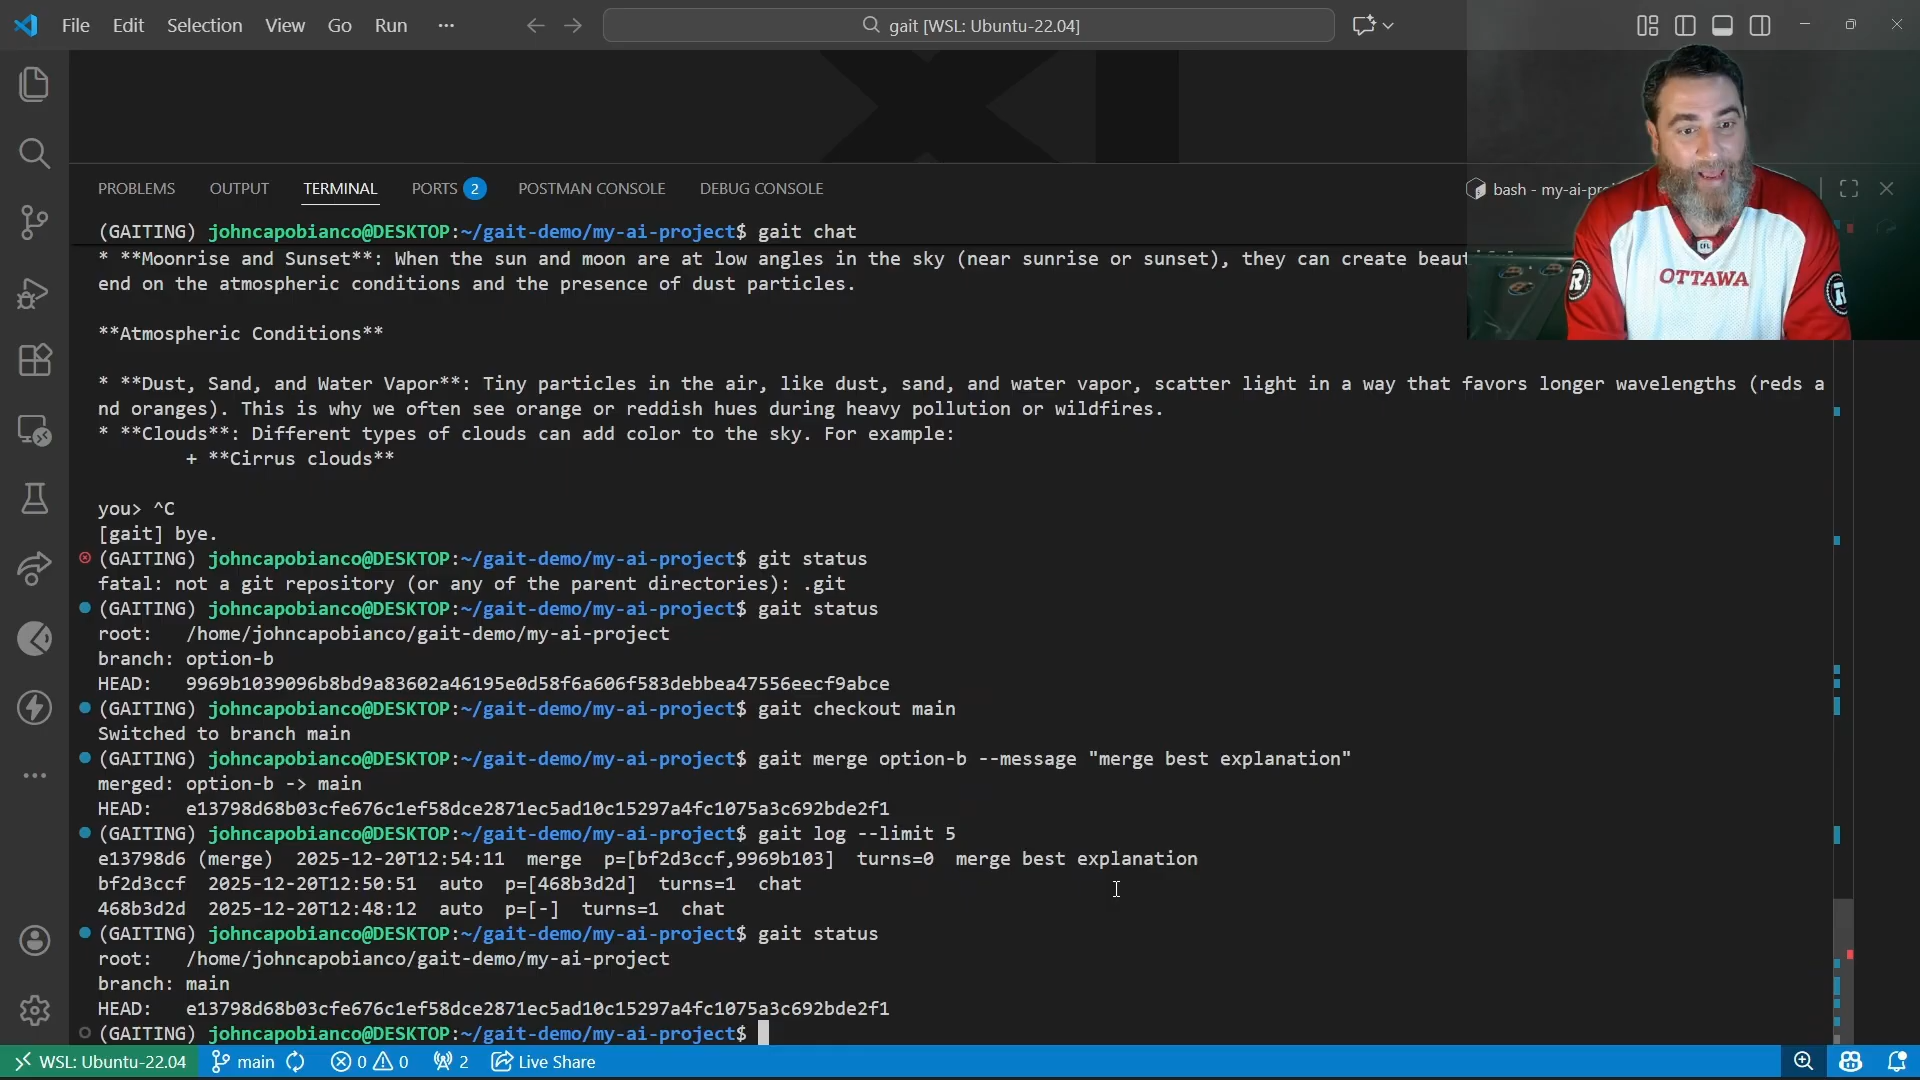 File Edit Selection View Go Run ···
gait [WSL: Ubuntu-22.04]
PROBLEMS OUTPUT TERMINAL PORTS 2 POSTMAN CONSOLE DEBUG CONSOLE
bash - my-ai-pro
(GAITING) johncapobianco@DESKTOP:~/gait-demo/my-ai-project$ gait chat
* **Moonrise and Sunset**: When the sun and moon are at low angles in the sky (near sunrise or sunset), they can create beaut
end on the atmospheric conditions and the presence of dust particles.
**Atmospheric Conditions**
* **Dust, Sand, and Water Vapor**: Tiny particles in the air, like dust, sand, and water vapor, scatter light in a way that favors longer wavelengths (reds a
nd oranges). This is why we often see orange or reddish hues during heavy pollution or wildfires.
* **Clouds**: Different types of clouds can add color to the sky. For example:
+ **Cirrus clouds**
you> ^C
[gait] bye.
(GAITING) johncapobianco@DESKTOP:~/gait-demo/my-ai-project$ git status
fatal: not a git repository (or any of the parent directories): .git
(GAITING) johncapobianco@DESKTOP:~/gait-demo/my-ai-project$ gait status
root: /home/johncapobianco/gait-demo/my-ai-project
branch: option-b
HEAD: 9969b1039096b8bd9a83602a46195e0d58f6a606f583debbea47556eecf9abce
(GAITING) johncapobianco@DESKTOP:~/gait-demo/my-ai-project$ gait checkout main
Switched to branch main
(GAITING) johncapobianco@DESKTOP:~/gait-demo/my-ai-project$ gait merge option-b --message "merge best explanation"
merged: option-b -> main
HEAD: e13798d68b03cfe676c1ef58dce2871ec5ad10c15297a4fc1075a3c692bde2f1
(GAITING) johncapobianco@DESKTOP:~/gait-demo/my-ai-project$ gait log --limit 5
e13798d6 (merge) 2025-12-20T12:54:11 merge p=[bf2d3ccf,9969b103] turns=0 merge best explanation
bf2d3ccf 2025-12-20T12:50:51 auto p=[468b3d2d] turns=1 chat
468b3d2d 2025-12-20T12:48:12 auto p=[-] turns=1 chat
(GAITING) johncapobianco@DESKTOP:~/gait-demo/my-ai-project$ gait status
root: /home/johncapobianco/gait-demo/my-ai-project
branch: main
HEAD: e13798d68b03cfe676c1ef58dce2871ec5ad10c15297a4fc1075a3c692bde2f1
(GAITING) johncapobianco@DESKTOP:~/gait-demo/my-ai-project$
WSL: Ubuntu-22.04 main 0 0 2 Live Share
CFL
OTTAWA
R
R